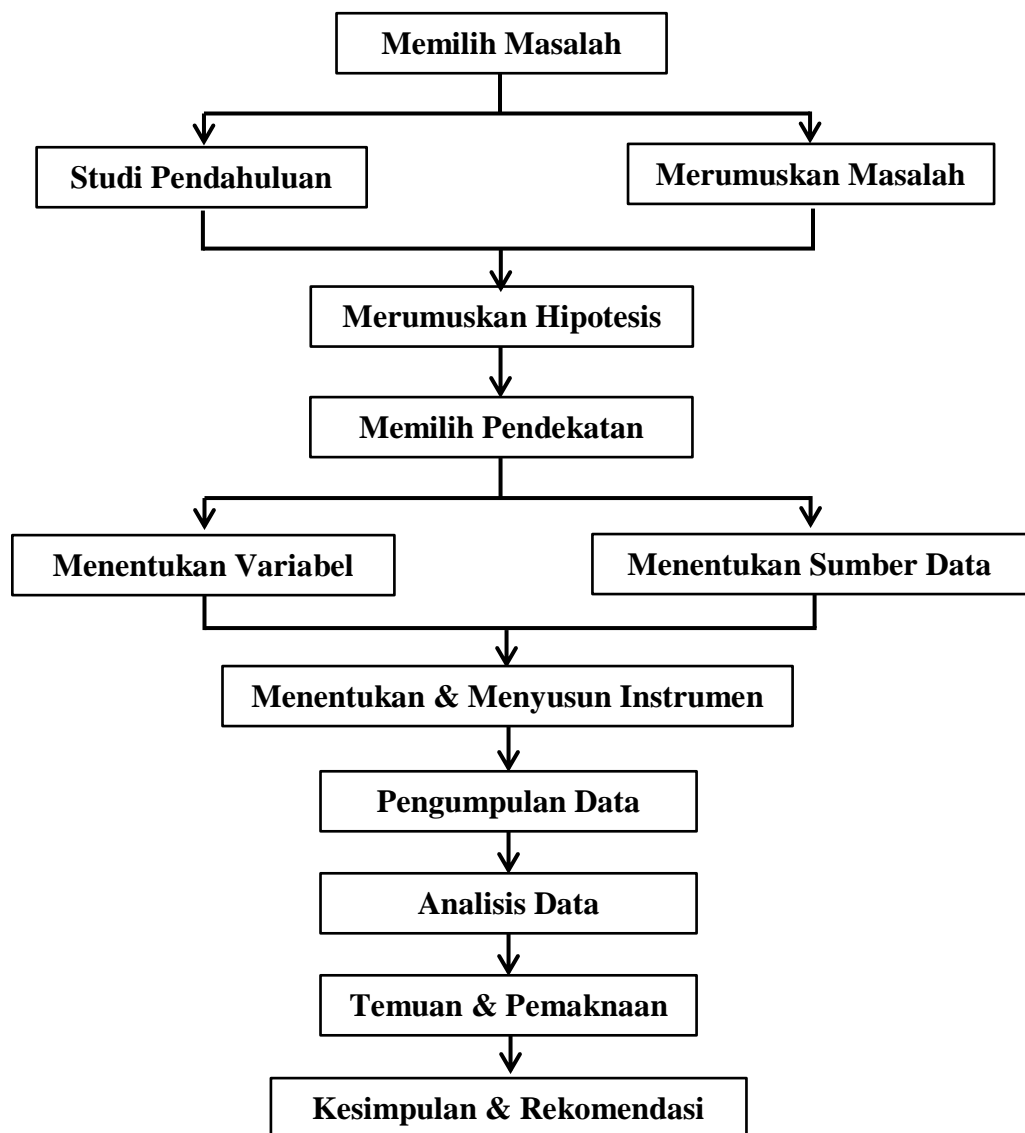 Memilih Masalah
Studi Pendahuluan
Merumuskan Masalah
Merumuskan Hipotesis
Memilih Pendekatan
Menentukan Variabel
Menentukan Sumber Data
Menentukan & Menyusun Instrumen
Pengumpulan Data
Analisis Data
Temuan & Pemaknaan
Kesimpulan & Rekomendasi